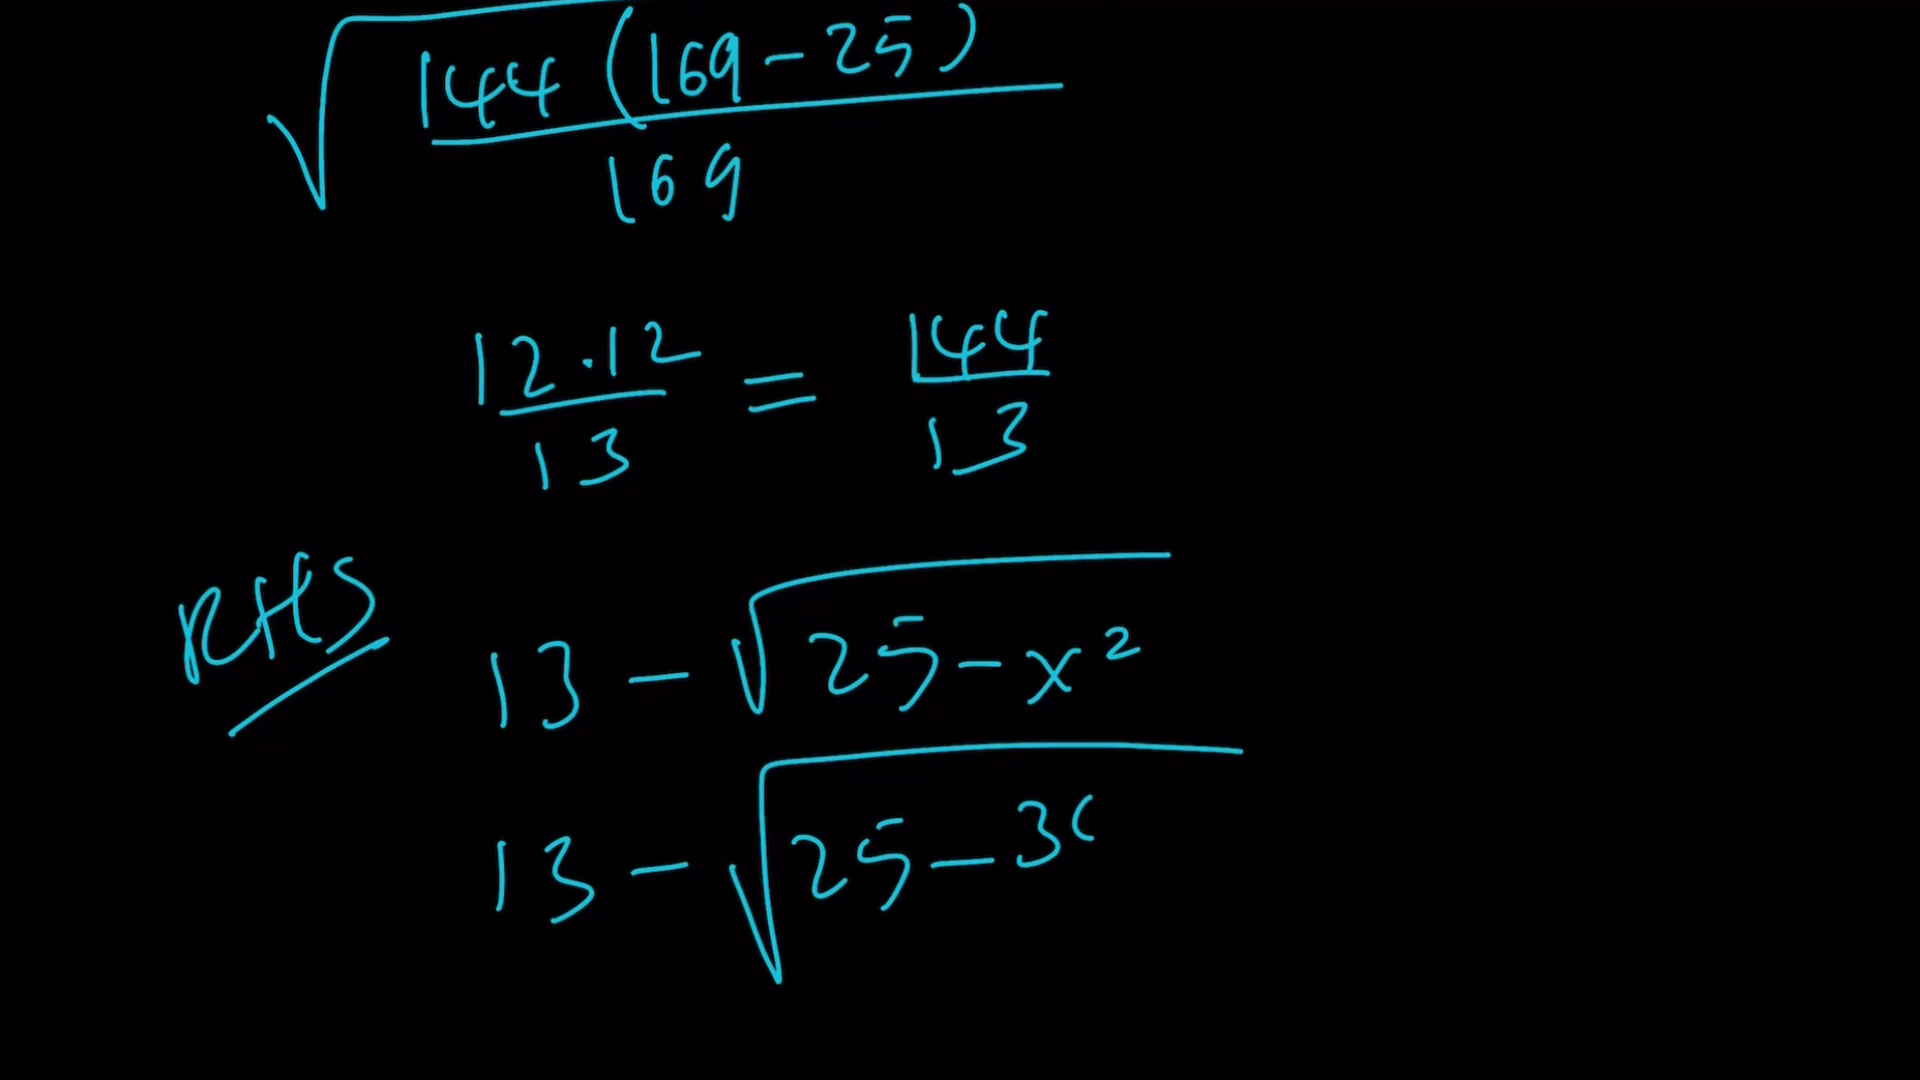 √(144(169-25)/169)
12·12/13 = 144/13
RHS
13 - √(25-x²)
13 - √(25-3